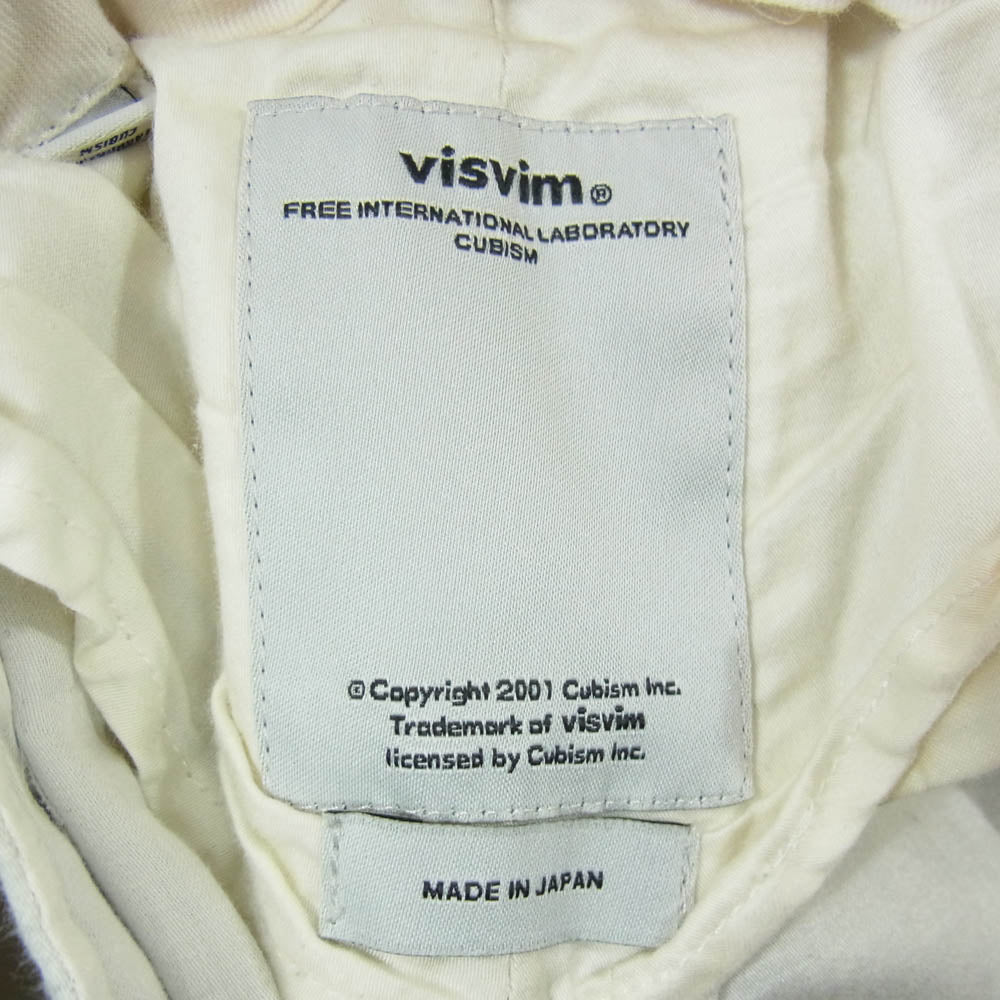 visvim®
FREE INTERNATIONAL LABORATORY
CUBISM
© Copyright 2001 Cubism Inc.
Trademark of visvim
licensed by Cubism Inc.
MADE IN JAPAN
CUBISM